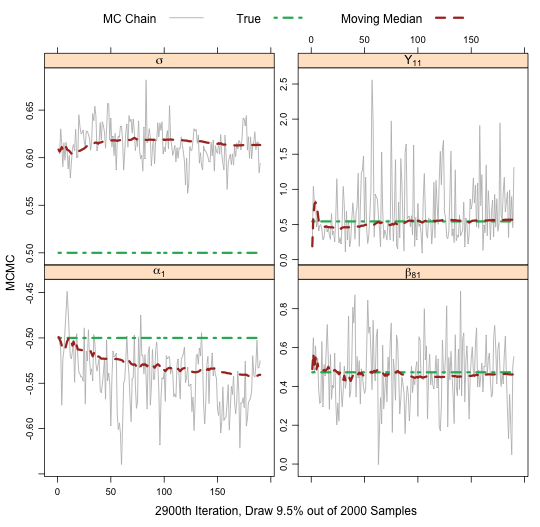 MC Chain True Moving Median
0 50 100 150
σ Υ₁₁
0.65
0.60
0.55
0.50
2.5
2.0
1.5
1.0
0.5
0.0
MCMC
α₁ β₈₁
-0.45
-0.50
-0.55
-0.60
0.8
0.6
0.4
0.2
0.0
0 50 100 150
2900th Iteration, Draw 9.5% out of 2000 Samples